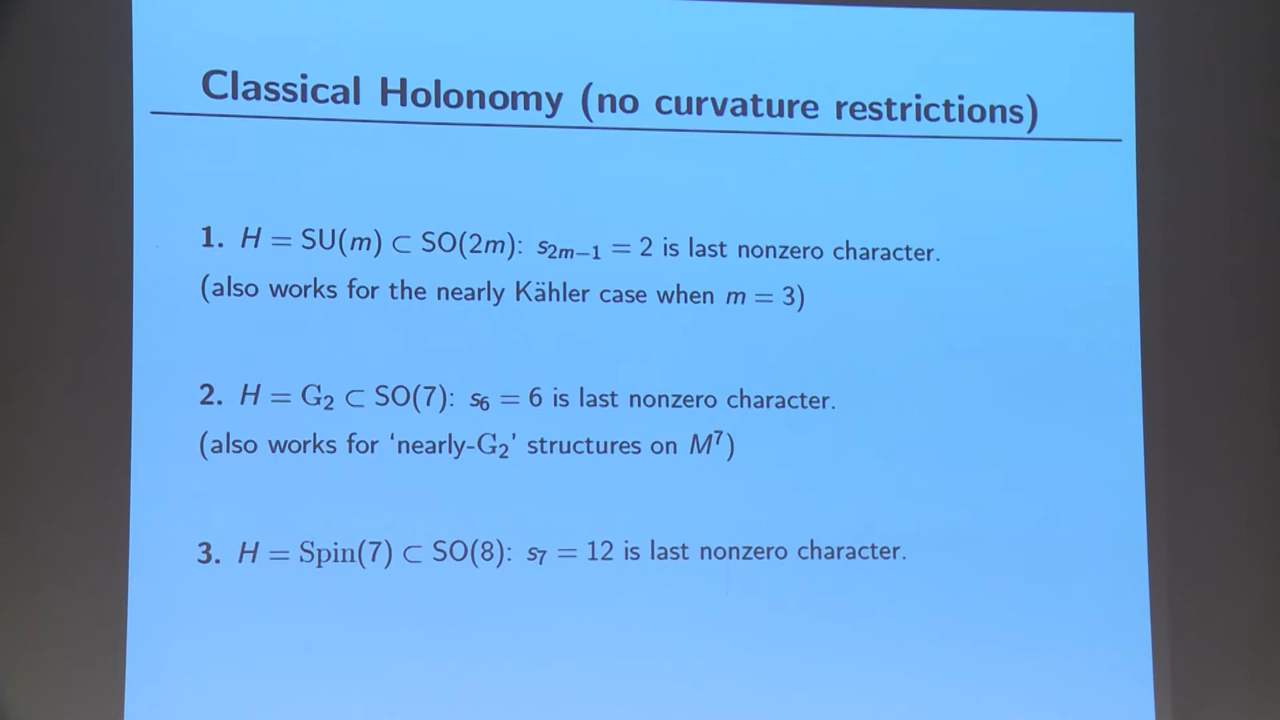 Classical Holonomy (no curvature restrictions)
1. H = SU(m) ⊂ SO(2m): s₂ₘ₋₁ = 2 is last nonzero character.
(also works for the nearly Kähler case when m = 3)
2. H = G₂ ⊂ SO(7): s₆ = 6 is last nonzero character.
(also works for ‘nearly-G₂’ structures on M⁷)
3. H = Spin(7) ⊂ SO(8): s₇ = 12 is last nonzero character.